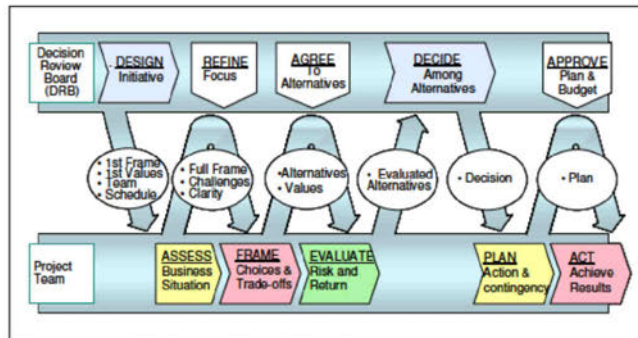 Decision
Review
Board
(DRB)
. DESIGN
Initiative
REFINE
Focus
AGREE
To
Alternatives
DECIDE
Among
Alternatives
APPROVE
Plan &
Budget
• 1st Frame
• 1st Values
• Team
• Schedule
• Full Frame
• Challenges
• Clarity
• Alternatives
• Values
• Evaluated
Alternatives
• Decision
• Plan
Project
Team
ASSESS
Business
Situation
FRAME
Choices &
Trade-offs
EVALUATE
Risk and
Return
PLAN
Action &
contingency
ACT
Achieve
Results